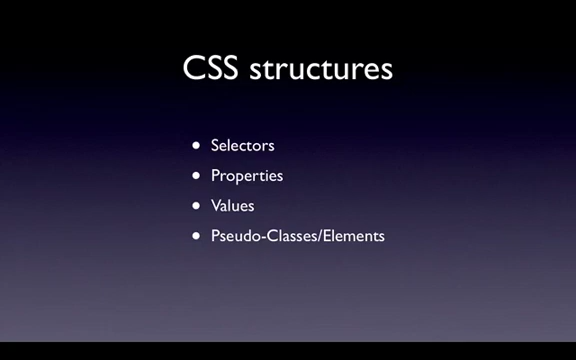 CSS structures
• Selectors
• Properties
• Values
• Pseudo-Classes/Elements